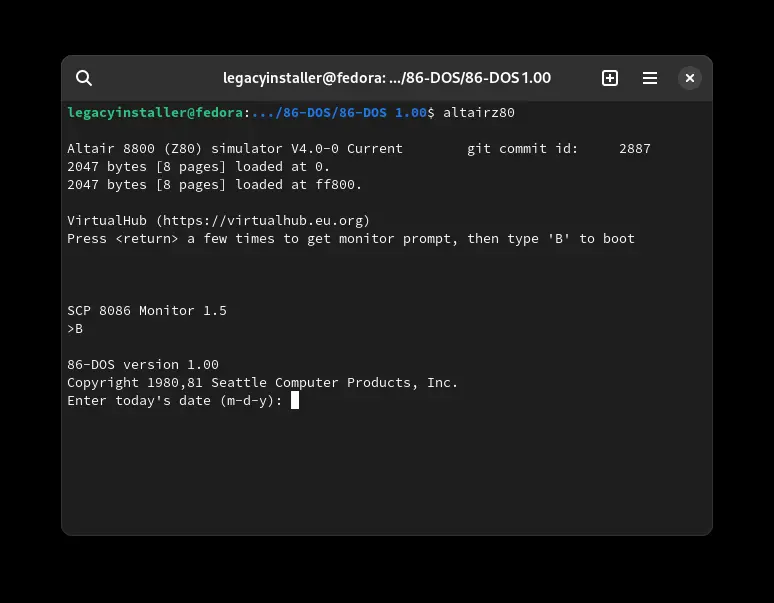 legacyinstaller@fedora: .../86-DOS/86-DOS 1.00
legacyinstaller@fedora:.../86-DOS/86-DOS 1.00$ altairz80
Altair 8800 (Z80) simulator V4.0-0 Current        git commit id:     2887
2047 bytes [8 pages] loaded at 0.
2047 bytes [8 pages] loaded at ff800.
VirtualHub (https://virtualhub.eu.org)
Press <return> a few times to get monitor prompt, then type 'B' to boot
SCP 8086 Monitor 1.5
>B
86-DOS version 1.00
Copyright 1980,81 Seattle Computer Products, Inc.
Enter today's date (m-d-y):